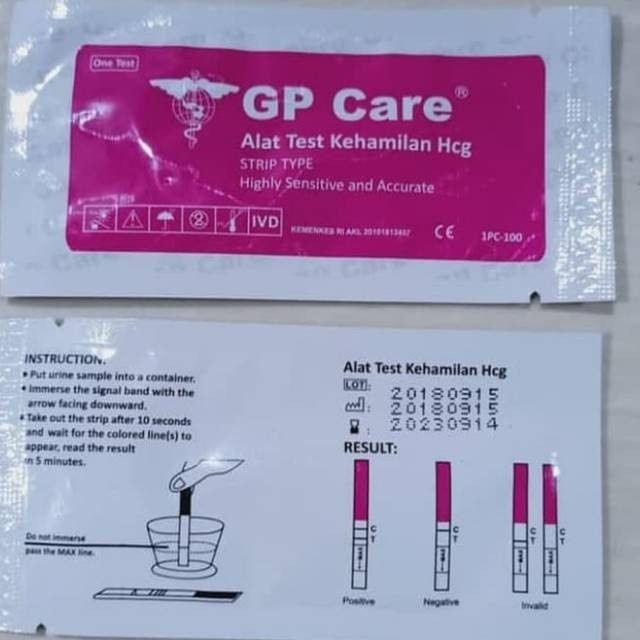 One Test
GP Care®
Alat Test Kehamilan Hcg
STRIP TYPE
Highly Sensitive and Accurate
IVD
KEMENKES RI AKL
CE
1PC-100
INSTRUCTION.
• Put urine sample into a container.
• Immerse the signal band with the
arrow facing downward.
• Take out the strip after 10 seconds
and wait for the colored line(s) to
appear, read the result
in 5 minutes.
Do not immerse
pass the MAX line.
Alat Test Kehamilan Hcg
LOT: 20180915
: 20180915
: 20230914
RESULT:
C
T
C
T
C
T
C
T
Positive
Negative
Invalid